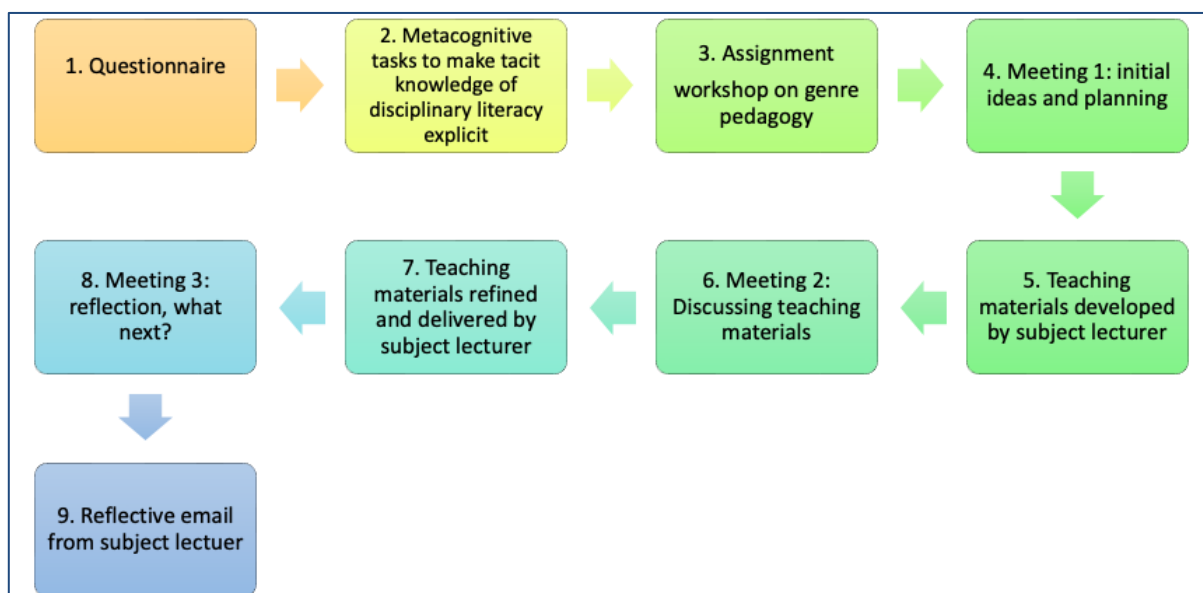 1. Questionnaire
2. Metacognitive
tasks to make tacit
knowledge of
disciplinary literacy
explicit
3. Assignment
workshop on genre
pedagogy
4. Meeting 1: initial
ideas and planning
5. Teaching
materials developed
by subject lecturer
6. Meeting 2:
Discussing teaching
materials
7. Teaching
materials refined
and delivered by
subject lecturer
8. Meeting 3:
reflection, what
next?
9. Reflective email
from subject lectuer